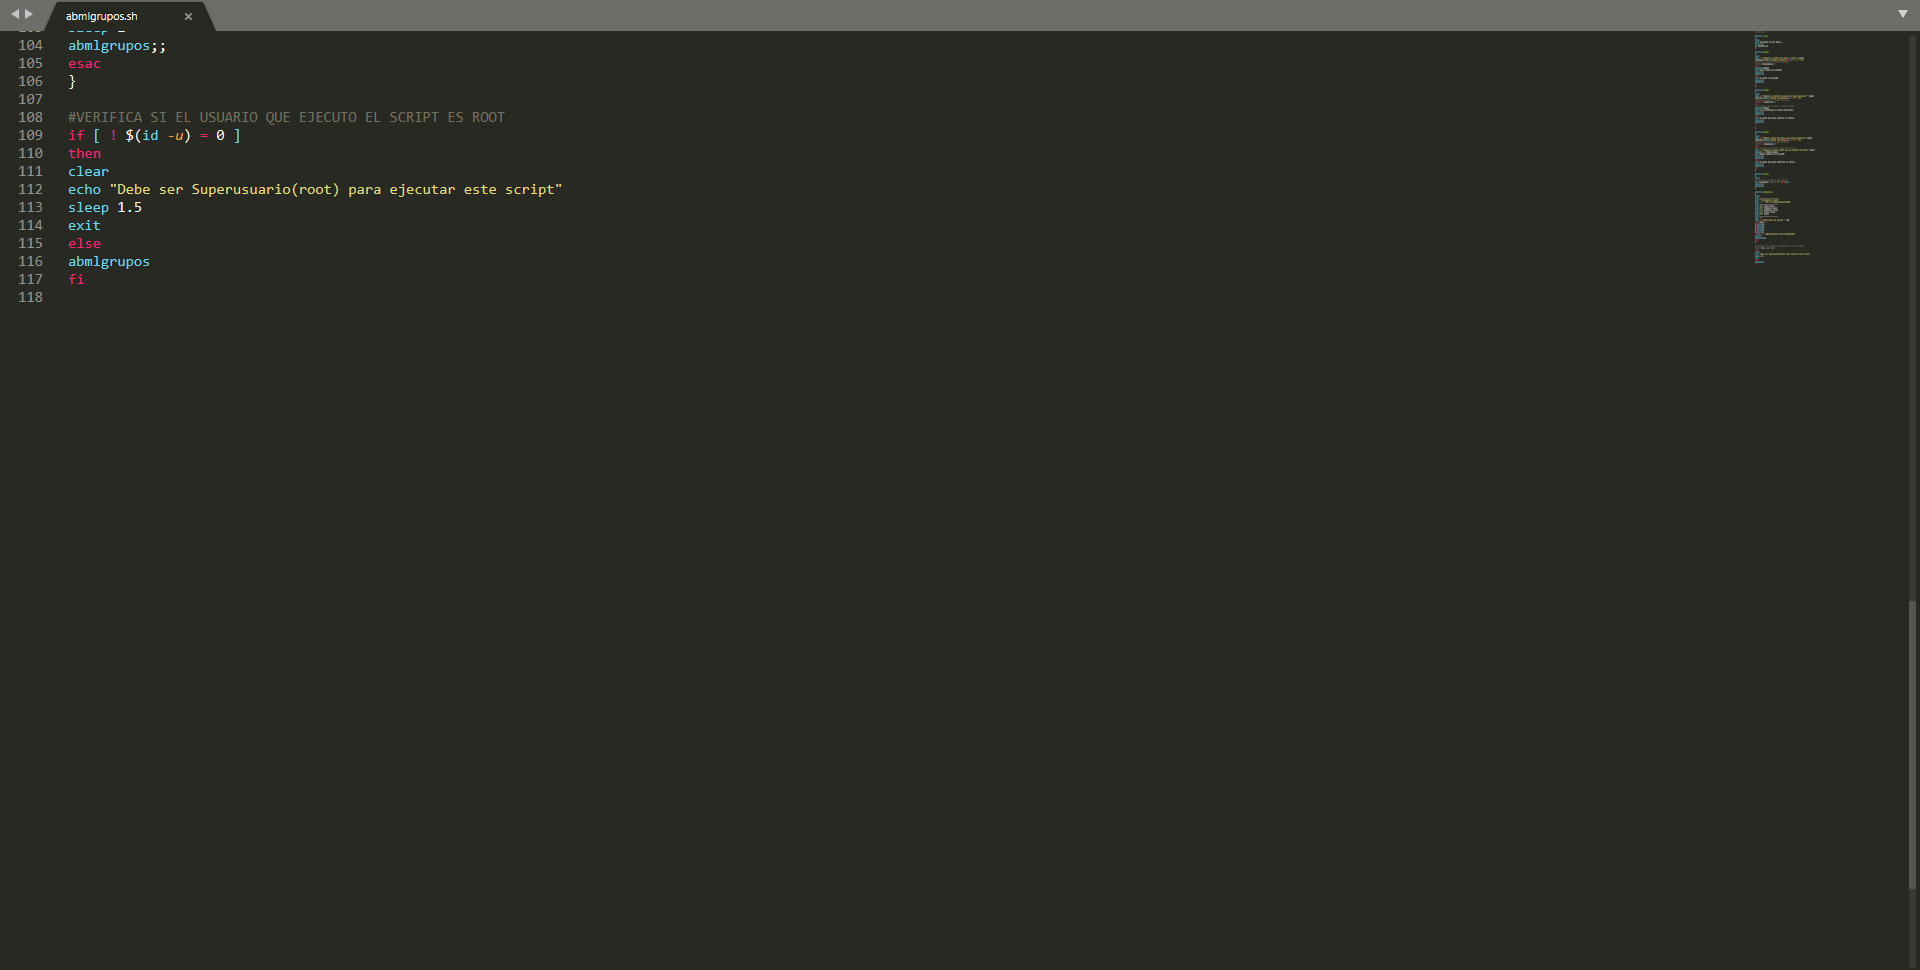 abmlgrupos.sh
104 abmlgrupos;;
105 esac
106 }
107
108 #VERIFICA SI EL USUARIO QUE EJECUTO EL SCRIPT ES ROOT
109 if [ ! $(id -u) = 0 ]
110 then
111 clear
112 echo "Debe ser Superusuario(root) para ejecutar este script"
113 sleep 1.5
114 exit
115 else
116 abmlgrupos
117 fi
118